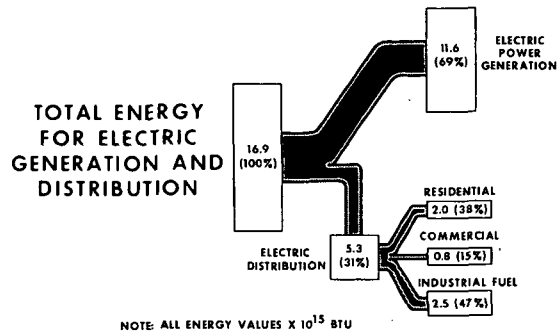 11.6
(69%)
ELECTRIC
POWER
GENERATION
TOTAL ENERGY
FOR ELECTRIC
GENERATION AND
DISTRIBUTION
16.9
(100%)
RESIDENTIAL
2.0 (38%)
COMMERCIAL
0.8 (15%)
INDUSTRIAL FUEL
2.5 (47%)
ELECTRIC
DISTRIBUTION
5.3
(31%)
NOTE: ALL ENERGY VALUES X 10¹⁵ BTU